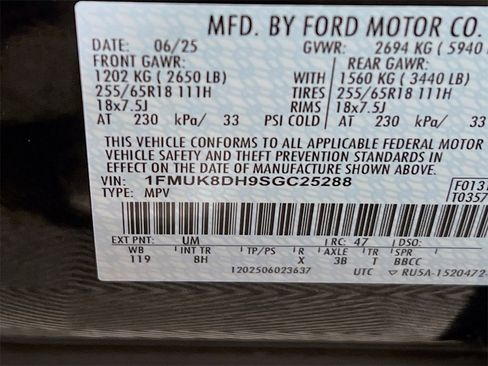 MFD. BY FORD MOTOR CO.
DATE: 06/25 GVWR: 2694 KG ( 5940
FRONT GAWR: REAR GAWR:
1202 KG ( 2650 LB) WITH 1560 KG ( 3440 LB)
255/65R18 111H TIRES 255/65R18 111H
18x7.5J RIMS 18x7.5J
AT 230 kPa/ 33 PSI COLD AT 230 kPa/ 33
THIS VEHICLE CONFORMS TO ALL APPLICABLE FEDERAL MOTOR
VEHICLE SAFETY AND THEFT PREVENTION STANDARDS IN
EFFECT ON THE DATE OF MANUFACTURE SHOWN ABOVE.
VIN: 1FMUK8DH9SGC25288
TYPE: MPV
F0131
T0357
EXT PNT: UM RC: 47 DSO:
WB INT TR TP/PS R AXLE TR SPR
119 8H X 3B T BBCC
1202506023637 UTC RU5A-1520472-